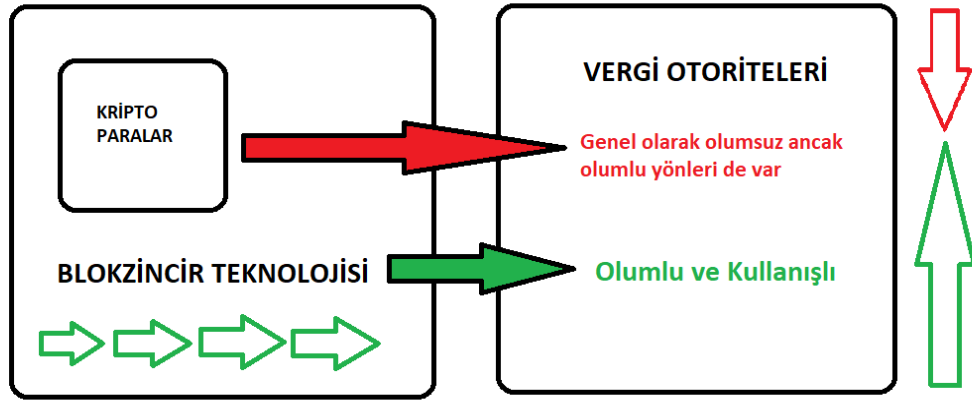 KRİPTO
PARALAR
BLOKZİNCİR TEKNOLOJİSİ
VERGİ OTORİTELERİ
Genel olarak olumsuz ancak
olumlu yönleri de var
Olumlu ve Kullanışlı